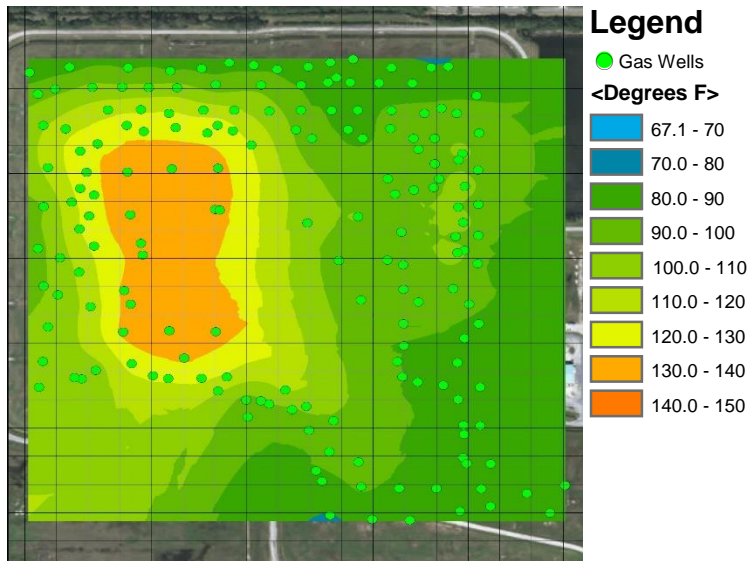 Legend
Gas Wells
<Degrees F>
67.1 - 70
70.0 - 80
80.0 - 90
90.0 - 100
100.0 - 110
110.0 - 120
120.0 - 130
130.0 - 140
140.0 - 150